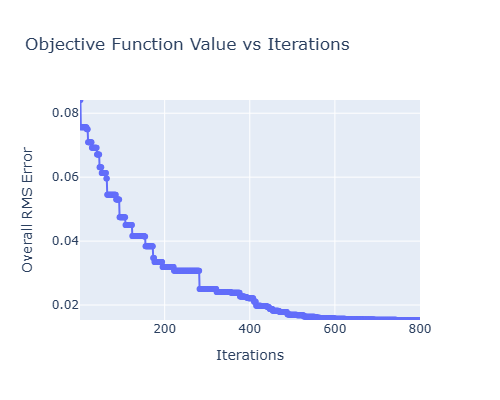 Objective Function Value vs Iterations
0.08
0.06
0.04
0.02
Overall RMS Error
200
400
600
800
Iterations